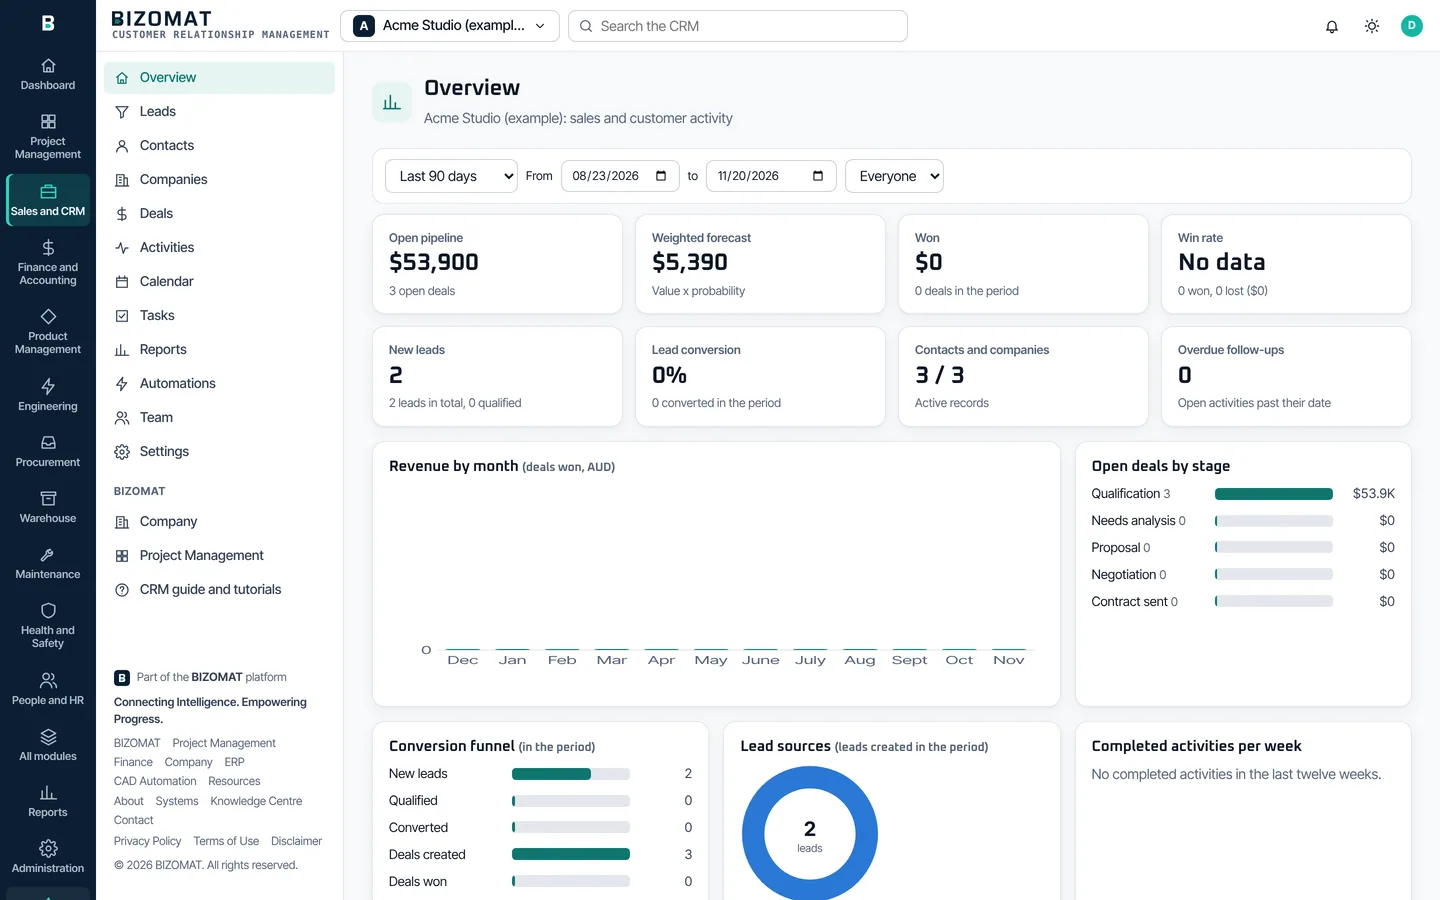 B
Dashboard
Project
Management
Sales and CRM
Finance and
Accounting
Product
Management
Engineering
Procurement
Warehouse
Maintenance
Health and
Safety
People and HR
All modules
Reports
Administration
BIZOMAT
CUSTOMER RELATIONSHIP MANAGEMENT
A
Acme Studio (exampl...
Search the CRM
D
Overview
Leads
Contacts
Companies
Deals
Activities
Calendar
Tasks
Reports
Automations
Team
Settings
BIZOMAT
Company
Project Management
CRM guide and tutorials
B Part of the BIZOMAT platform
Connecting Intelligence. Empowering
Progress.
BIZOMAT Project Management
Finance Company ERP
CAD Automation Resources
About Systems Knowledge Centre
Contact
Privacy Policy Terms of Use Disclaimer
© 2026 BIZOMAT. All rights reserved.
Overview
Acme Studio (example): sales and customer activity
Last 90 days From 08/23/2026 to 11/20/2026 Everyone
Open pipeline
$53,900
3 open deals
Weighted forecast
$5,390
Value x probability
Won
$0
0 deals in the period
Win rate
No data
0 won, 0 lost ($0)
New leads
2
2 leads in total, 0 qualified
Lead conversion
0%
0 converted in the period
Contacts and companies
3 / 3
Active records
Overdue follow-ups
0
Open activities past their date
Revenue by month (deals won, AUD)
0
Dec Jan Feb Mar Apr May June July Aug Sept Oct Nov
Open deals by stage
Qualification 3 $53.9K
Needs analysis 0 $0
Proposal 0 $0
Negotiation 0 $0
Contract sent 0 $0
Conversion funnel (in the period)
New leads 2
Qualified 0
Converted 0
Deals created 3
Deals won 0
Lead sources (leads created in the period)
2
leads
Completed activities per week
No completed activities in the last twelve weeks.